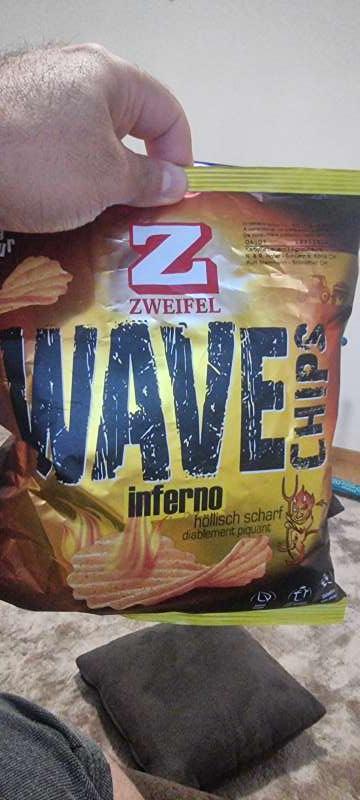 Z
ZWEIFEL
WAVE
CHIPS
inferno
höllisch scharf
diablement piquant